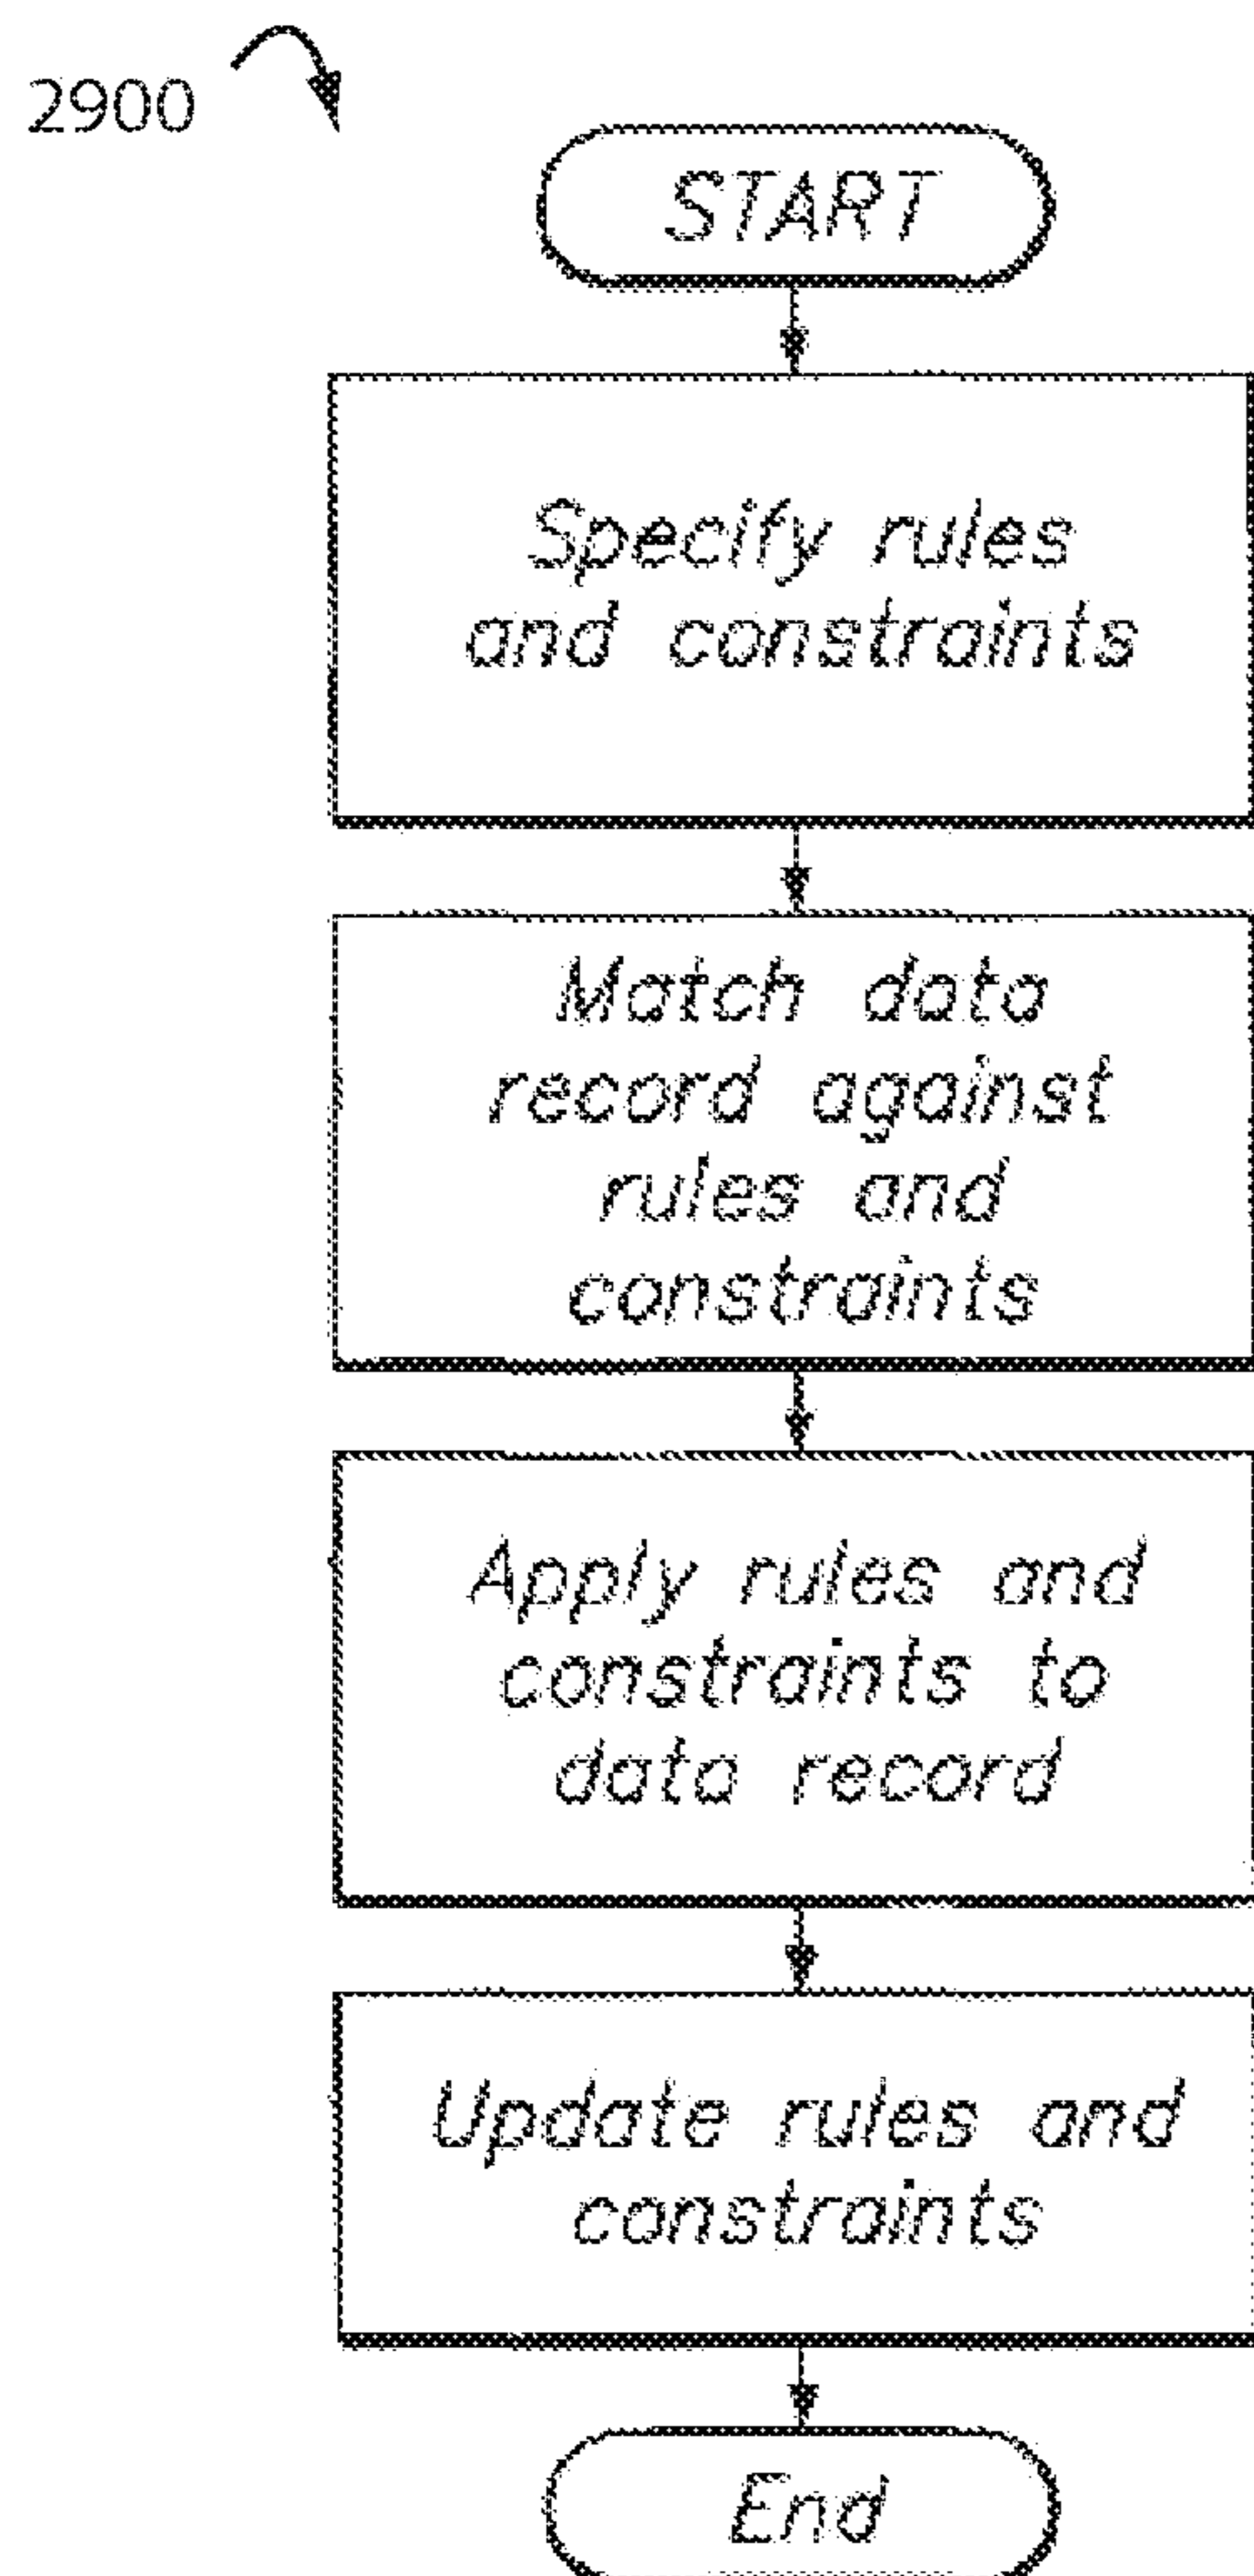 2900
START
Specify rules
and constraints
Match data
record against
rules and
constraints
Apply rules and
constraints to
data record
Update rules and
constraints
End